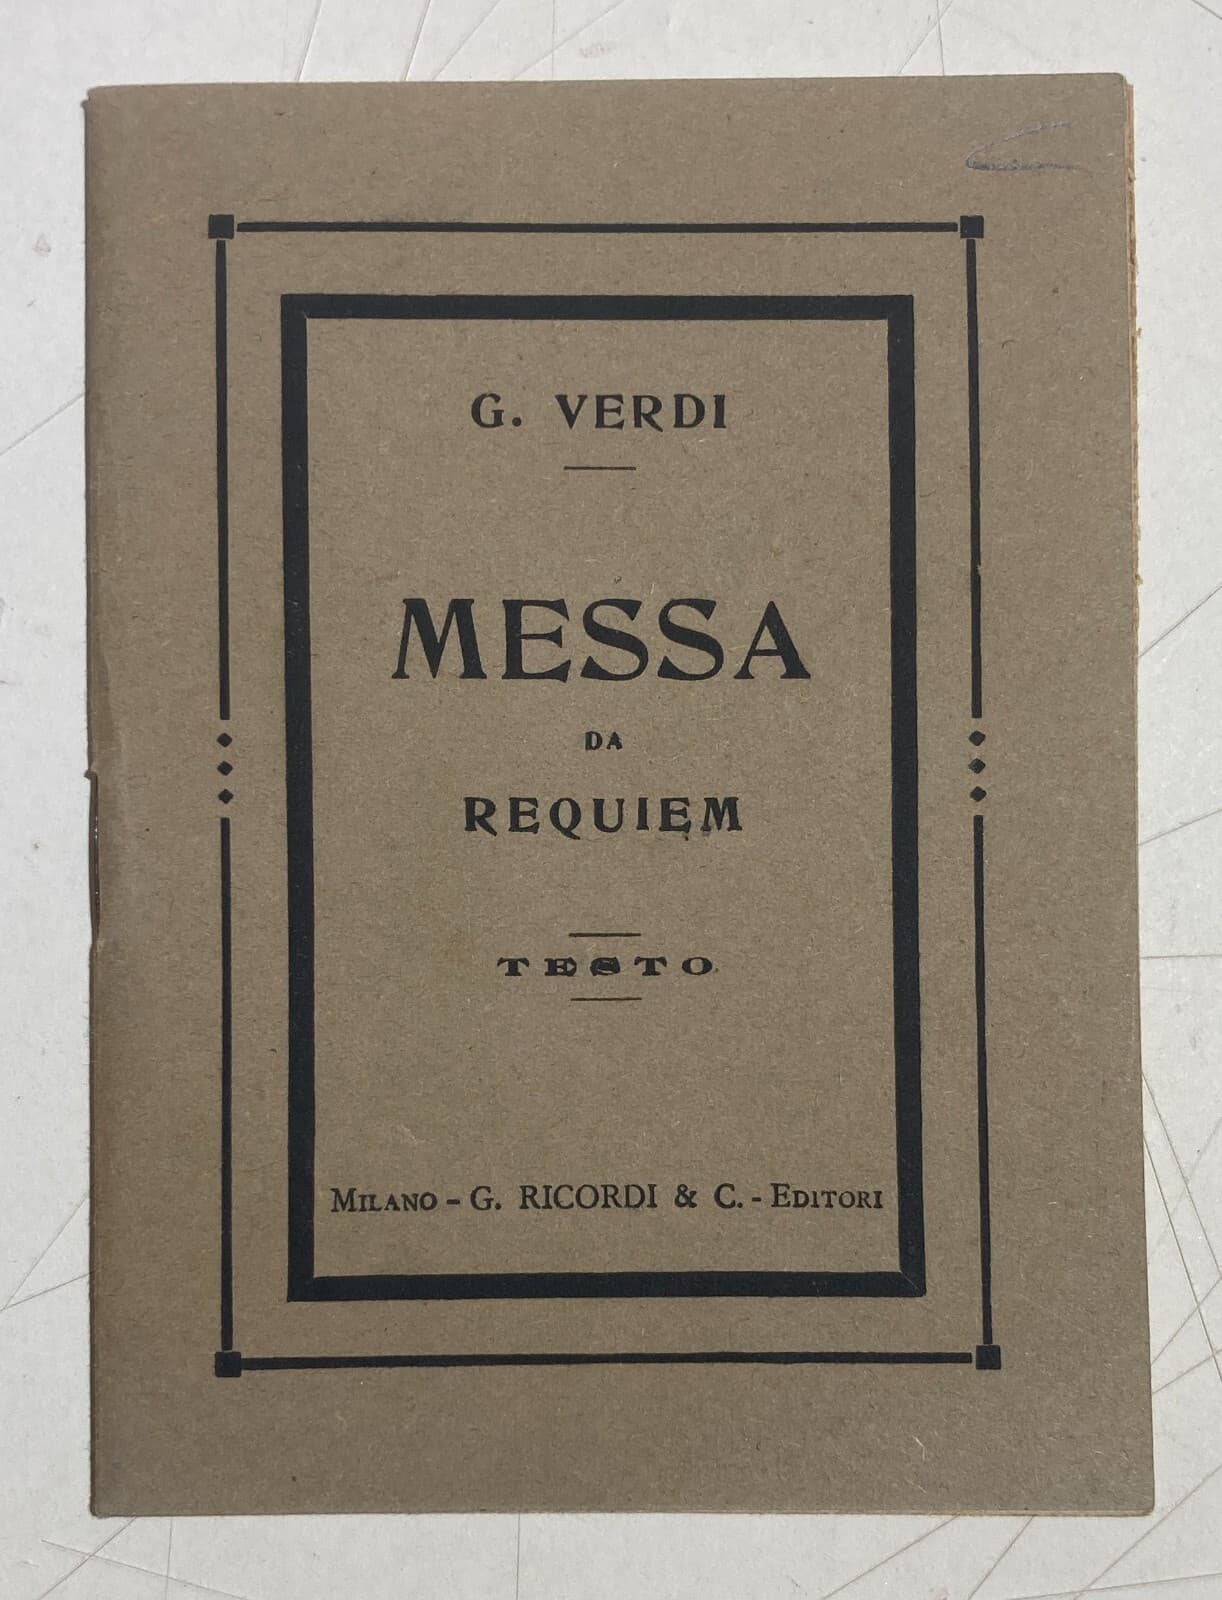 G. VERDI
MESSA
DA
REQUIEM
TESTO
MILANO - G. RICORDI & C. - EDITORI